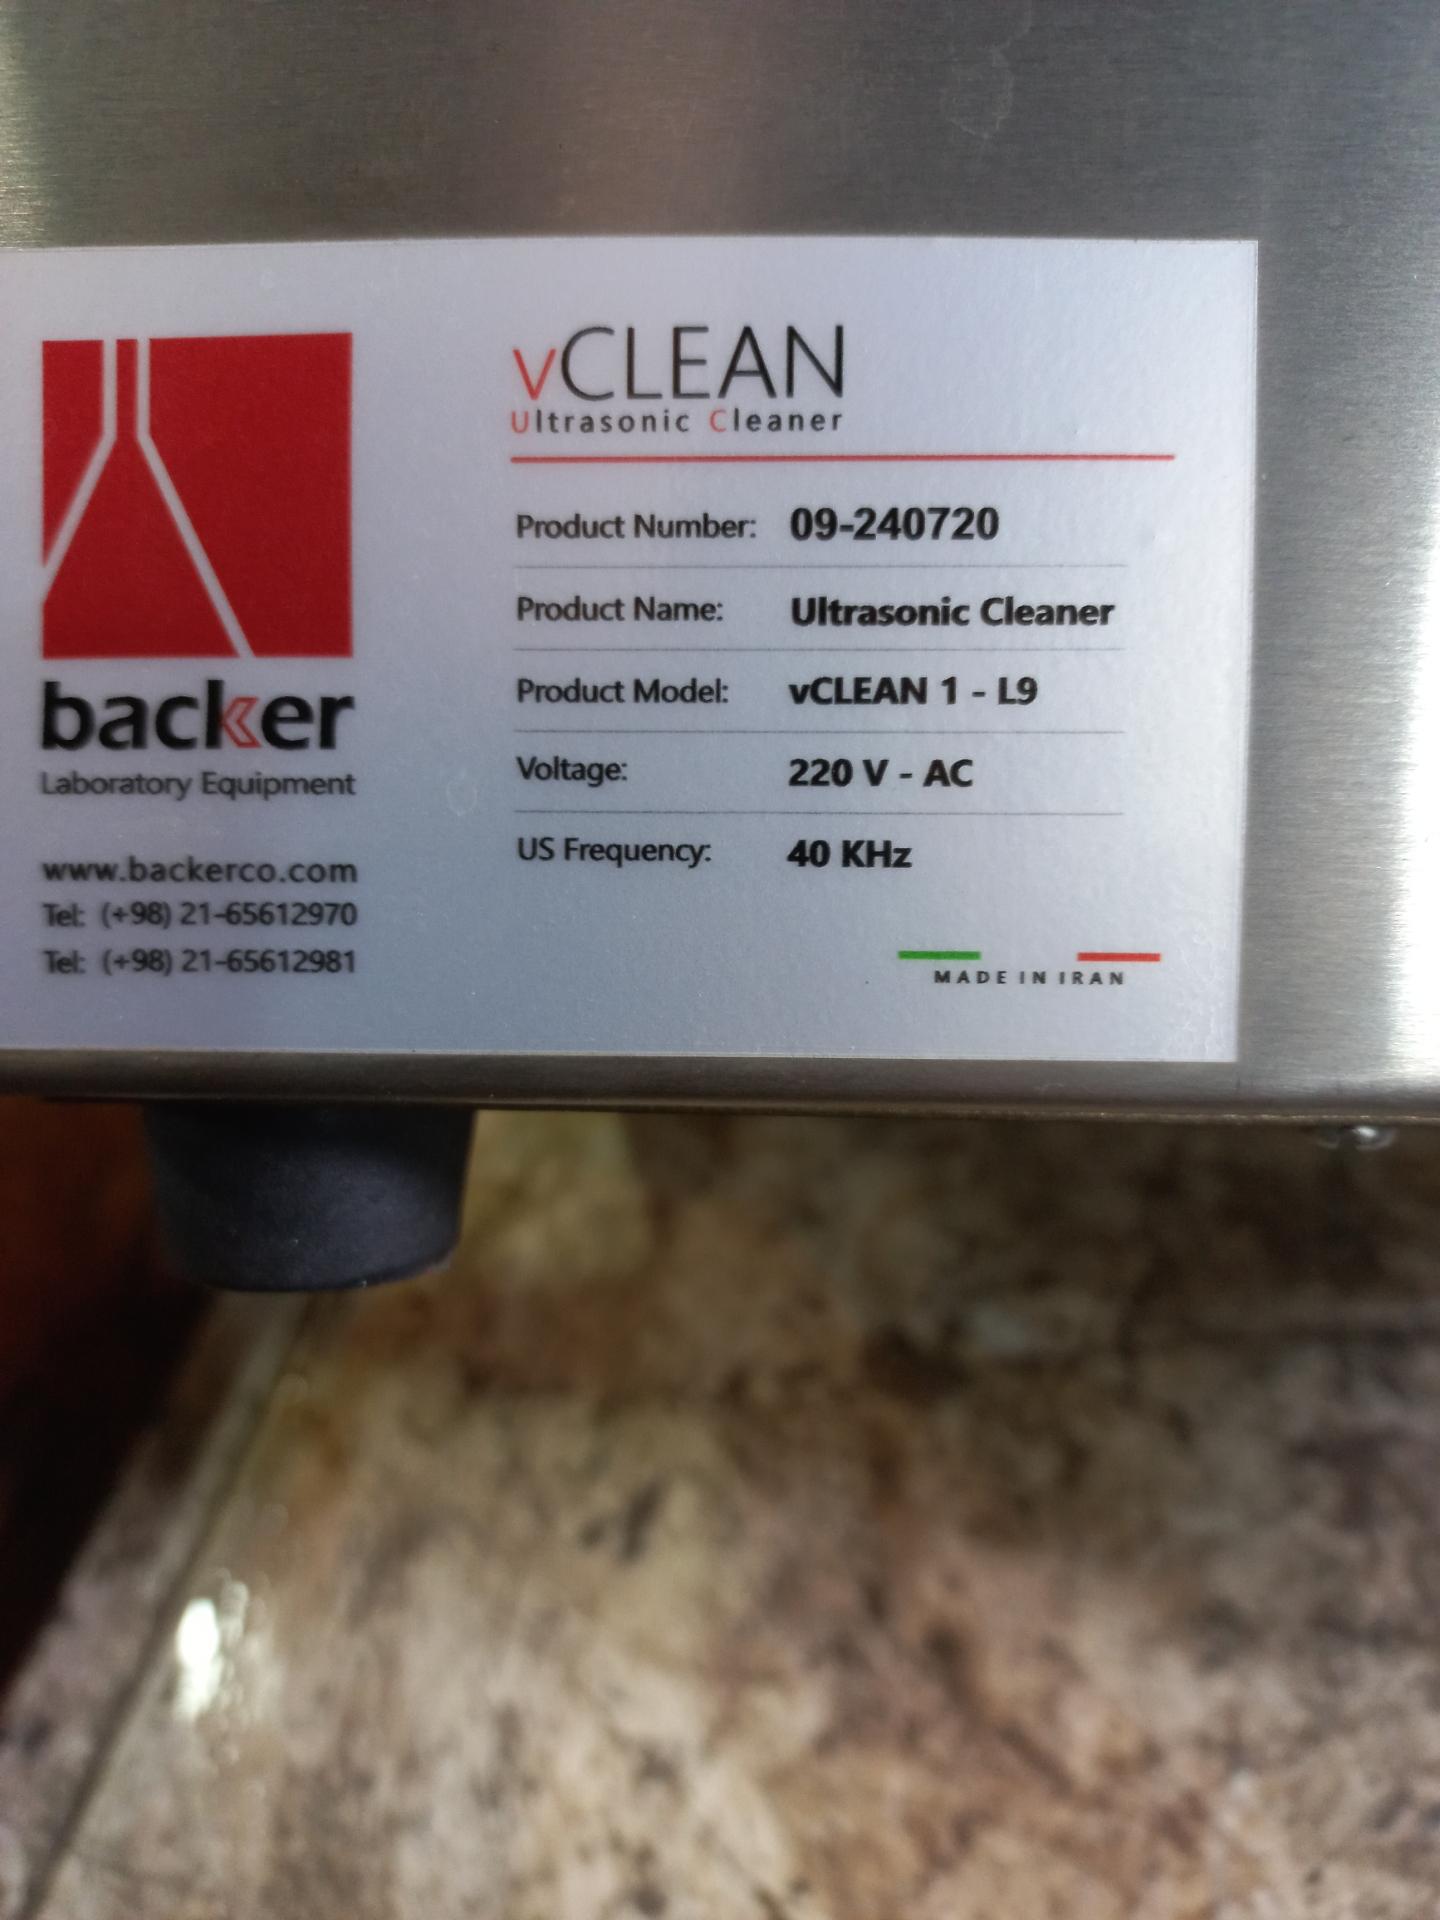 backer
Laboratory Equipment
www.backerco.com
Tel: (+98) 21-65612970
Tel: (+98) 21-65612981
vCLEAN
Ultrasonic Cleaner
Product Number: 09-240720
Product Name: Ultrasonic Cleaner
Product Model: vCLEAN 1 - L9
Voltage: 220 V - AC
US Frequency: 40 KHz
MADE IN IRAN